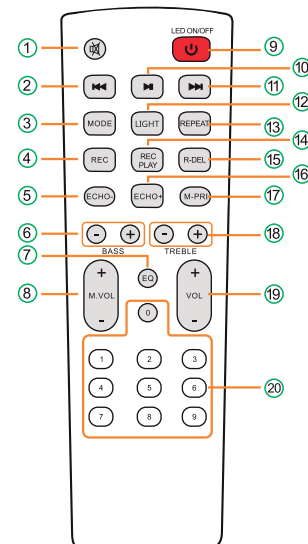 LED ON/OFF
① ⑨
⑩
② ⑪
⑫
③ MODE LIGHT REPEAT ⑬
⑭
④ REC REC PLAY R-DEL ⑮
⑯
⑤ ECHO- ECHO+ M-PRI ⑰
⑥ - + - + ⑱
BASS TREBLE
⑦ EQ
⑧ + M.VOL - + VOL - ⑲
0
1 2 3
4 5 6 ⑳
7 8 9